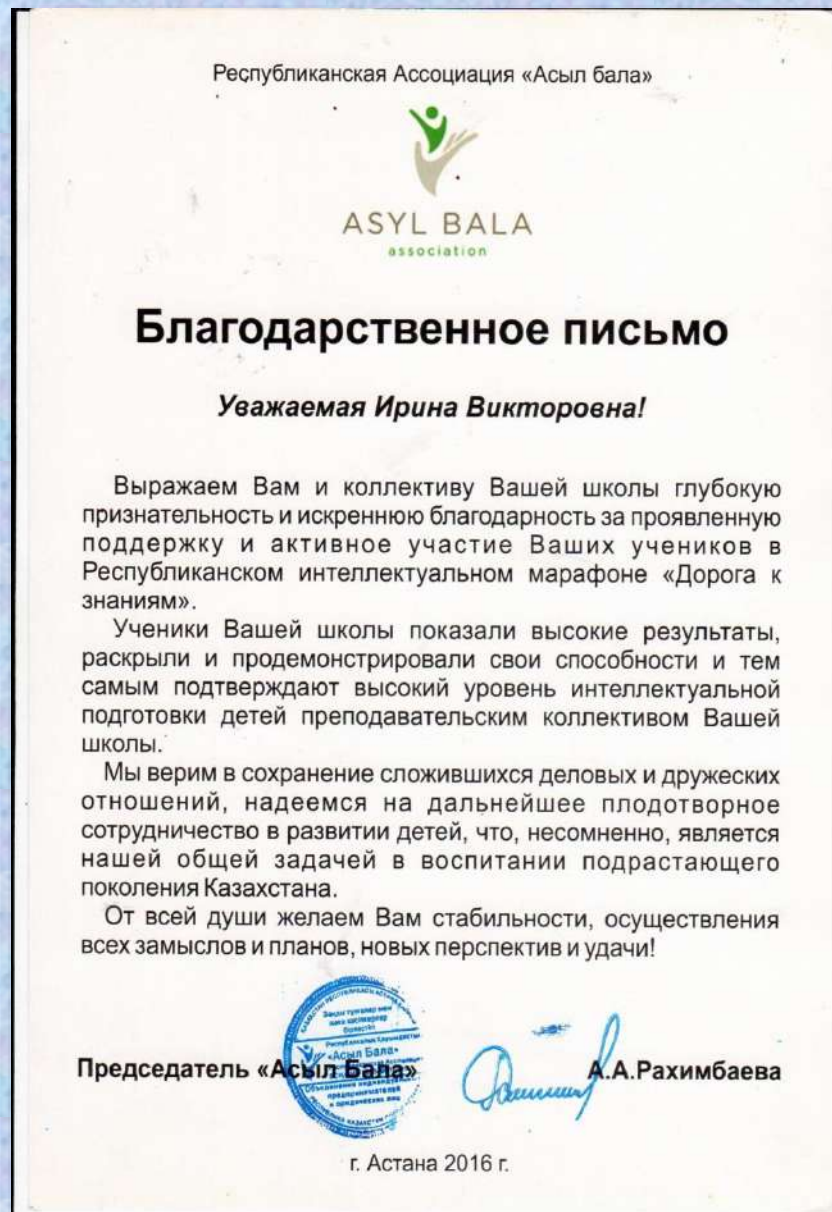 Республиканская Ассоциация «Асыл бала»
ASYL BALA
association
Благодарственное письмо
Уважаемая Ирина Викторовна!
Выражаем Вам и коллективу Вашей школы глубокую
признательность и искреннюю благодарность за проявленную
поддержку и активное участие Ваших учеников в
Республиканском интеллектуальном марафоне «Дорога к
знаниям».
Ученики Вашей школы показали высокие результаты,
раскрыли и продемонстрировали свои способности и тем
самым подтверждают высокий уровень интеллектуальной
подготовки детей преподавательским коллективом Вашей
школы.
Мы верим в сохранение сложившихся деловых и дружеских
отношений, надеемся на дальнейшее плодотворное
сотрудничество в развитии детей, что, несомненно, является
нашей общей задачей в воспитании подрастающего
поколения Казахстана.
От всей души желаем Вам стабильности, осуществления
всех замыслов и планов, новых перспектив и удачи!
«Асыл Бала»
Председатель «Асыл Бала» А.А.Рахимбаева
г. Астана 2016 г.